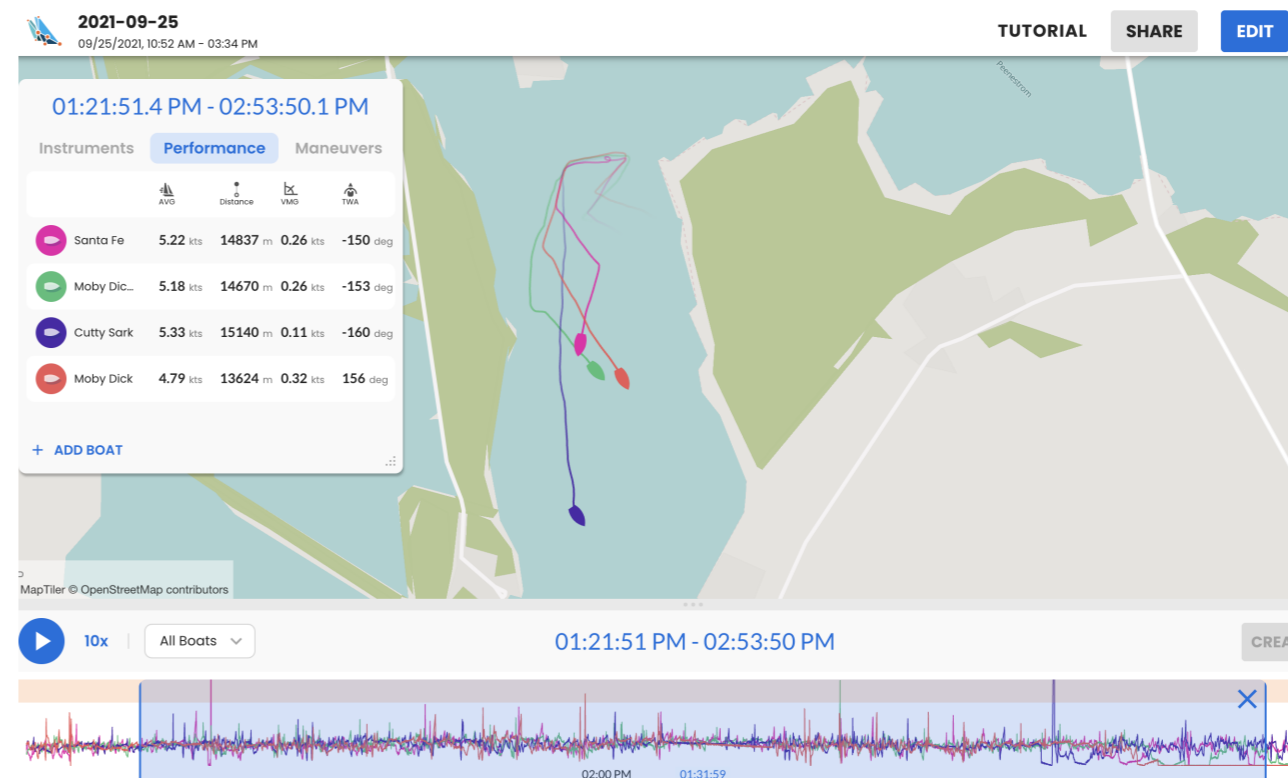 2021-09-25
09/25/2021, 10:52 AM - 03:34 PM
TUTORIAL
SHARE
EDIT
Peenestrom
01:21:51.4 PM - 02:53:50.1 PM
Instruments Performance Maneuvers
AVG Distance VMG TWA
Santa Fe 5.22 kts 14837 m 0.26 kts -150 deg
Moby Dic... 5.18 kts 14670 m 0.26 kts -153 deg
Cutty Sark 5.33 kts 15140 m 0.11 kts -160 deg
Moby Dick 4.79 kts 13624 m 0.32 kts 156 deg
+ ADD BOAT
MapTiler © OpenStreetMap contributors
10x
All Boats
01:21:51 PM - 02:53:50 PM
CREA
02:00 PM 01:31:59